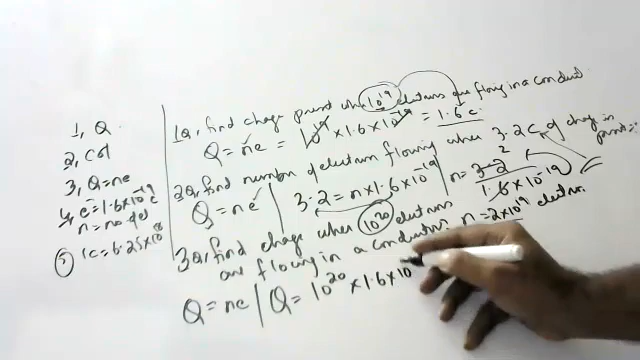 1, Q
2, Col
3, Q=ne
4, e⁻=1.6×10⁻¹⁹ c
n=no of
5, 1c=6.25×10¹⁸
1Q, find charge present when 10¹⁹ electrons are flowing in a conduct
Q=ne = 10¹⁹×1.6×10⁻¹⁹ = 1.6 c.
2Q, find number of electrons flowing when 3.2 C of charge is
Q=ne | 3.2=n×1.6×10⁻¹⁹ n= 3.2 / 1.6×10⁻¹⁹ 2
n=2×10¹⁹
3Q, find charge when 10²⁰ electrons
are flowing in a conductor.
Q=ne | Q=10²⁰×1.6×10